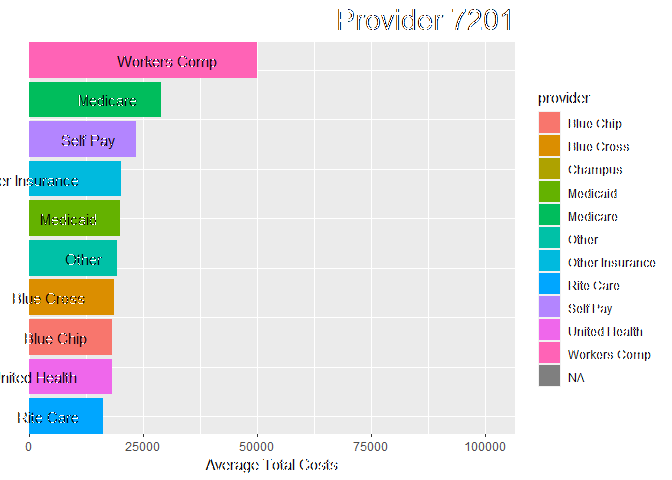 Provider 7201
Workers Comp
Medicare
Self Pay
er Insurance
Medicaid
Other
Blue Cross
Blue Chip
nited Health
Rite Care
0 25000 50000 75000 100000
Average Total Costs
provider
Blue Chip
Blue Cross
Champus
Medicaid
Medicare
Other
Other Insurance
Rite Care
Self Pay
United Health
Workers Comp
NA